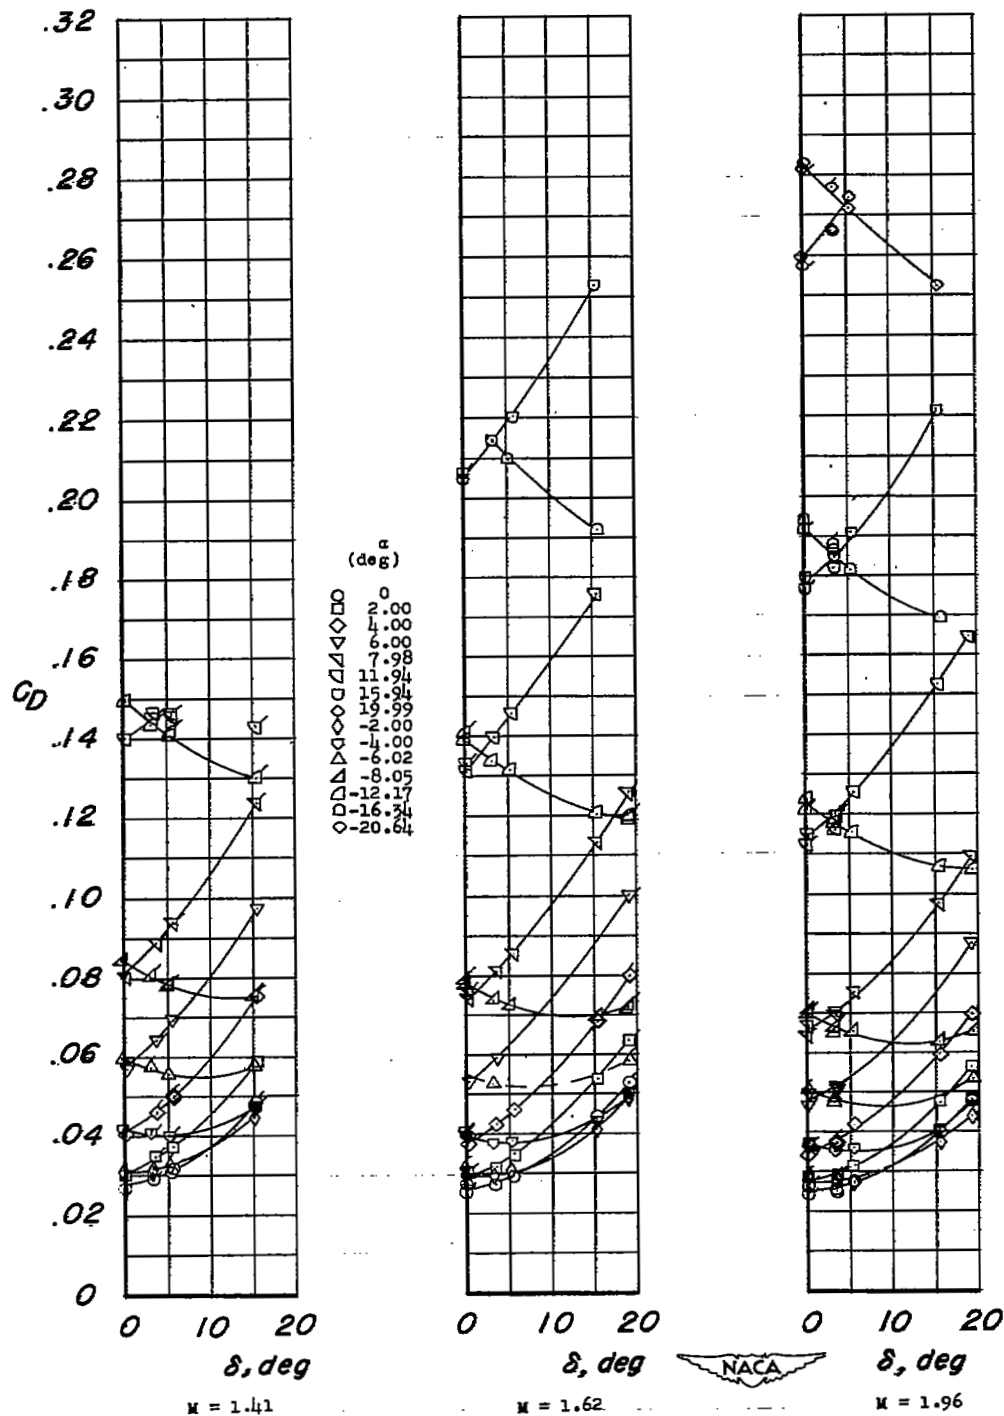 .32
.30
.28
.26
.24
.22
.20
.18
.16
C_D
.14
.12
.10
.08
.06
.04
.02
0
α
(deg)
0
2.00
4.00
6.00
7.98
11.94
15.94
19.99
-2.00
-4.00
-6.02
-8.05
-12.17
-16.34
-20.64
0 10 20
δ, deg
M = 1.41
0 10 20
δ, deg
M = 1.62
NACA
0 10 20
δ, deg
M = 1.96